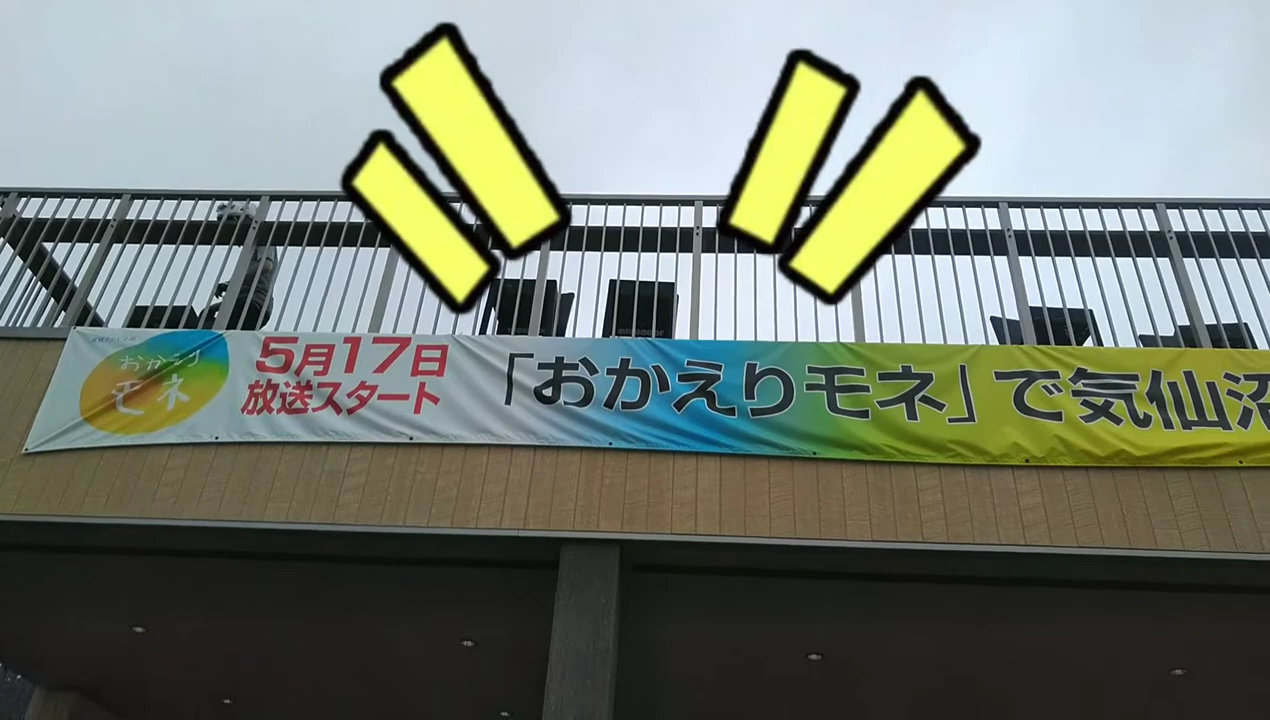 おかえり
モネ
5月17日
放送スタート
「おかえりモネ」で気仙沼